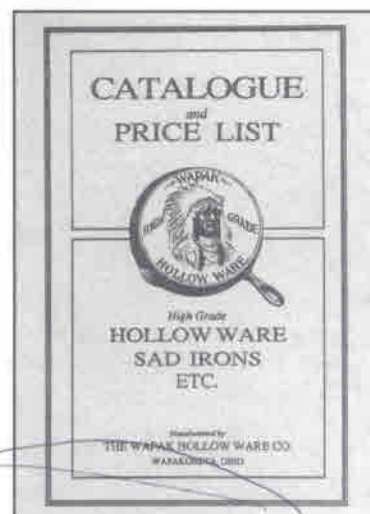 CATALOGUE
and
PRICE LIST
WAPAK
HIGH GRADE
HOLLOW WARE
High Grade
HOLLOW WARE
SAD IRONS
ETC.
Manufactured by
THE WAPAK HOLLOW WARE CO.
WAPAKONETA, OHIO